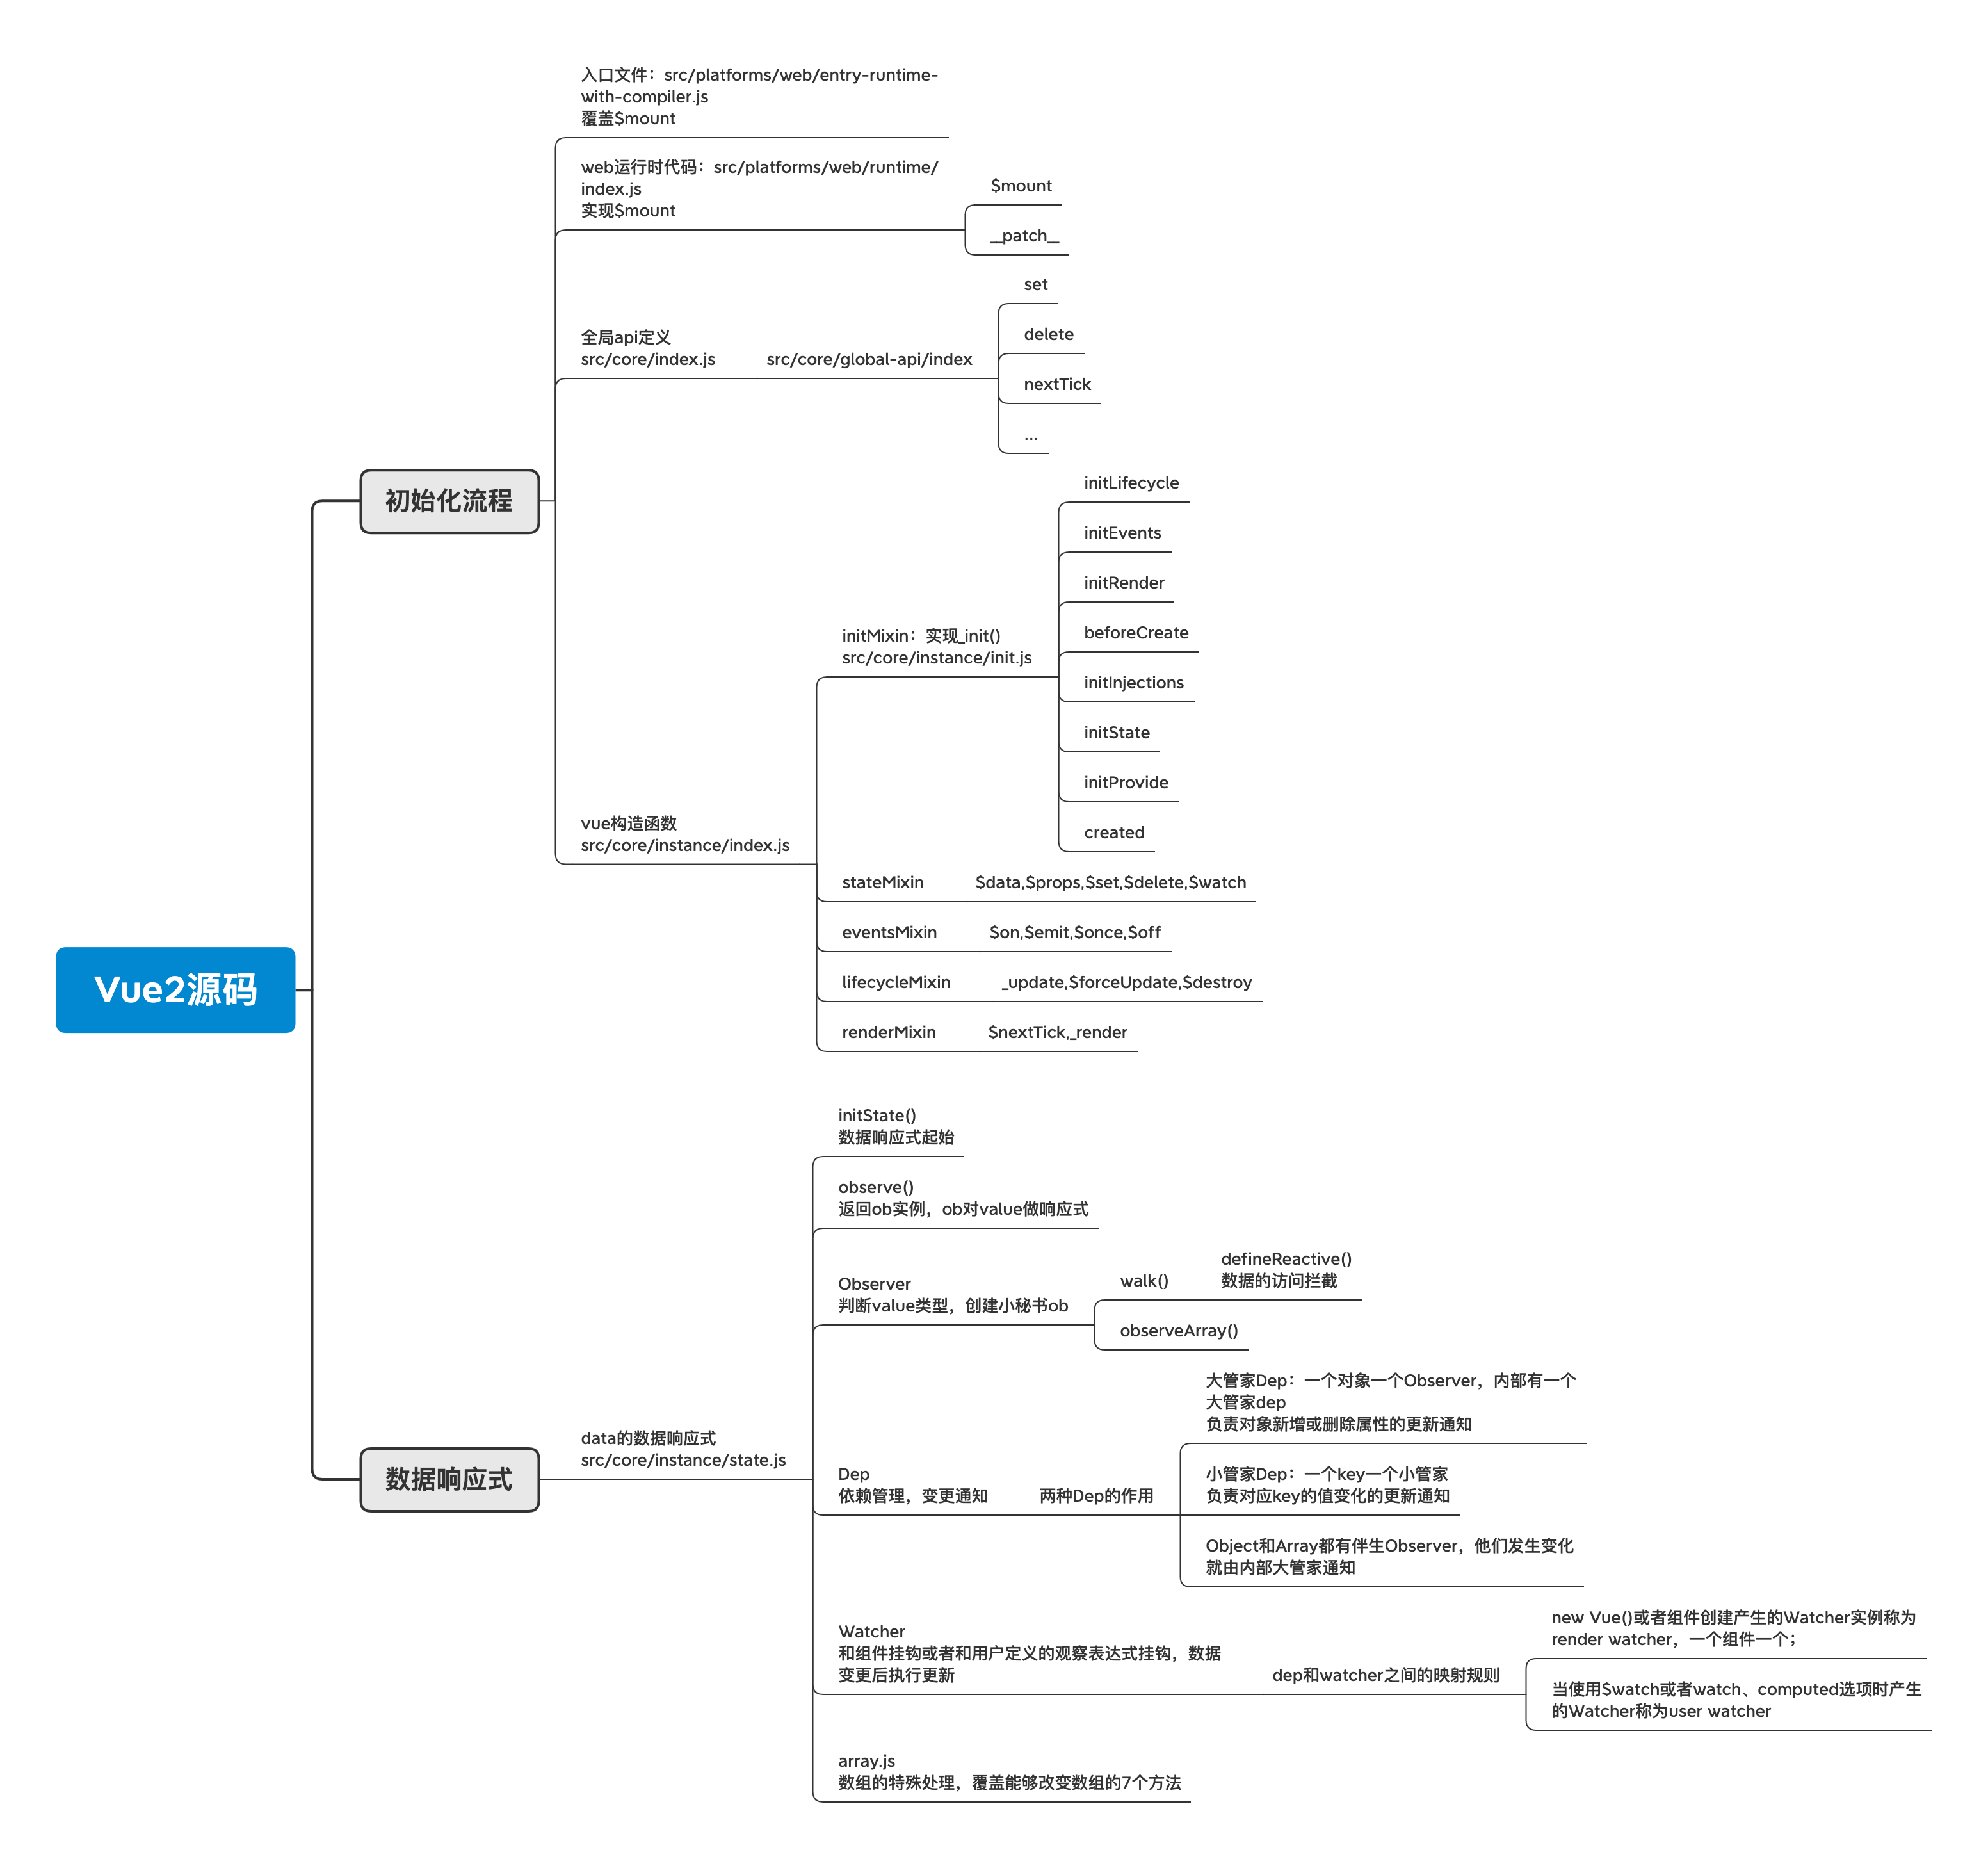 Vue2源码
初始化流程
入口文件：src/platforms/web/entry-runtime-
with-compiler.js
覆盖$mount
web运行时代码：src/platforms/web/runtime/
index.js
实现$mount
$mount
__patch__
全局api定义
src/core/index.js
src/core/global-api/index
set
delete
nextTick
...
vue构造函数
src/core/instance/index.js
initMixin：实现_init()
src/core/instance/init.js
initLifecycle
initEvents
initRender
beforeCreate
initInjections
initState
initProvide
created
stateMixin
$data,$props,$set,$delete,$watch
eventsMixin
$on,$emit,$once,$off
lifecycleMixin
_update,$forceUpdate,$destroy
renderMixin
$nextTick,_render
数据响应式
data的数据响应式
src/core/instance/state.js
initState()
数据响应式起始
observe()
返回ob实例，ob对value做响应式
Observer
判断value类型，创建小秘书ob
walk()
defineReactive()
数据的访问拦截
observeArray()
Dep
依赖管理，变更通知
两种Dep的作用
大管家Dep：一个对象一个Observer，内部有一个
大管家dep
负责对象新增或删除属性的更新通知
小管家Dep：一个key一个小管家
负责对应key的值变化的更新通知
Object和Array都有伴生Observer，他们发生变化
就由内部大管家通知
Watcher
和组件挂钩或者和用户定义的观察表达式挂钩，数据
变更后执行更新
dep和watcher之间的映射规则
new Vue()或者组件创建产生的Watcher实例称为
render watcher，一个组件一个；
当使用$watch或者watch、computed选项时产生
的Watcher称为user watcher
array.js
数组的特殊处理，覆盖能够改变数组的7个方法